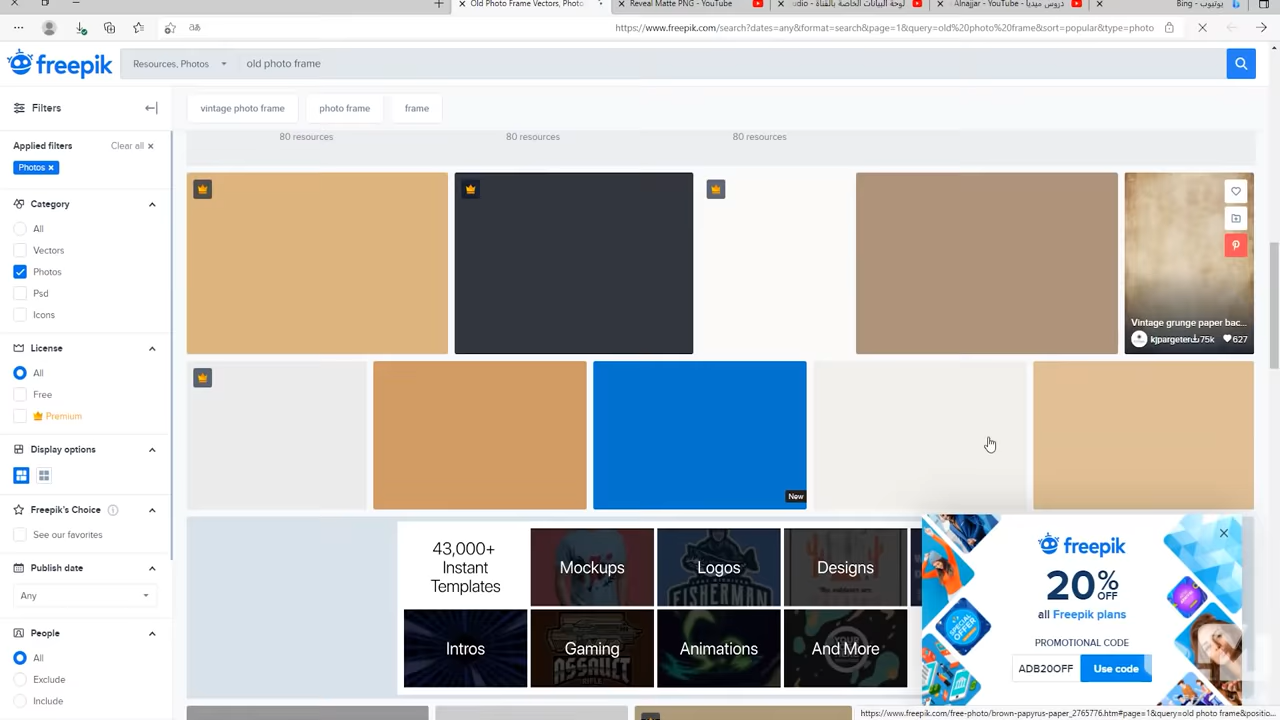 Old Photo Frame Vectors, Photo
Reveal Matte PNG - YouTube
لوحة البيانات الخاصة بالقناة - udio
دروس ميديا - YouTube - Alnajjar
يوتيوب - Bing
https://www.freepik.com/search?dates=any&format=search&page=1&query=old%20photo%20frame&sort=popular&type=photo
freepik
Resources, Photos
old photo frame
Filters
vintage photo frame
photo frame
frame
80 resources
80 resources
80 resources
Applied filters
Clear all ×
Photos ×
Category
All
Vectors
Photos
Psd
Icons
License
All
Free
Premium
Display options
Freepik's Choice
See our favorites
Publish date
Any
People
All
Exclude
Include
Vintage grunge paper bac...
kjpargeter
75k
627
New
43,000+
Instant
Templates
Mockups
Logos
Designs
Intros
Gaming
Animations
And More
FISHERMAN
ASSAULT
freepik
20% OFF
all Freepik plans
PROMOTIONAL CODE
ADB20OFF
Use code
SPECIAL OFFER
https://www.freepik.com/free-photo/brown-papyrus-paper_2765776.htm#page=1&query=old photo frame&positio...